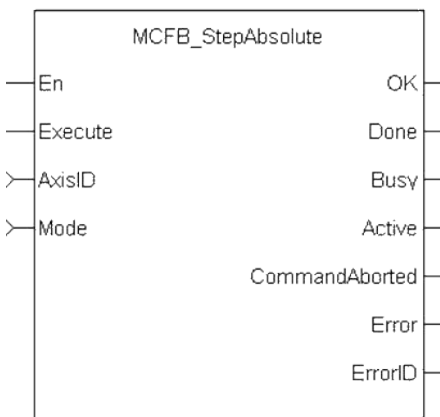 MCFB_StepAbsolute
En OK
Execute Done
AxisID Busy
Mode Active
CommandAborted
Error
ErrorID